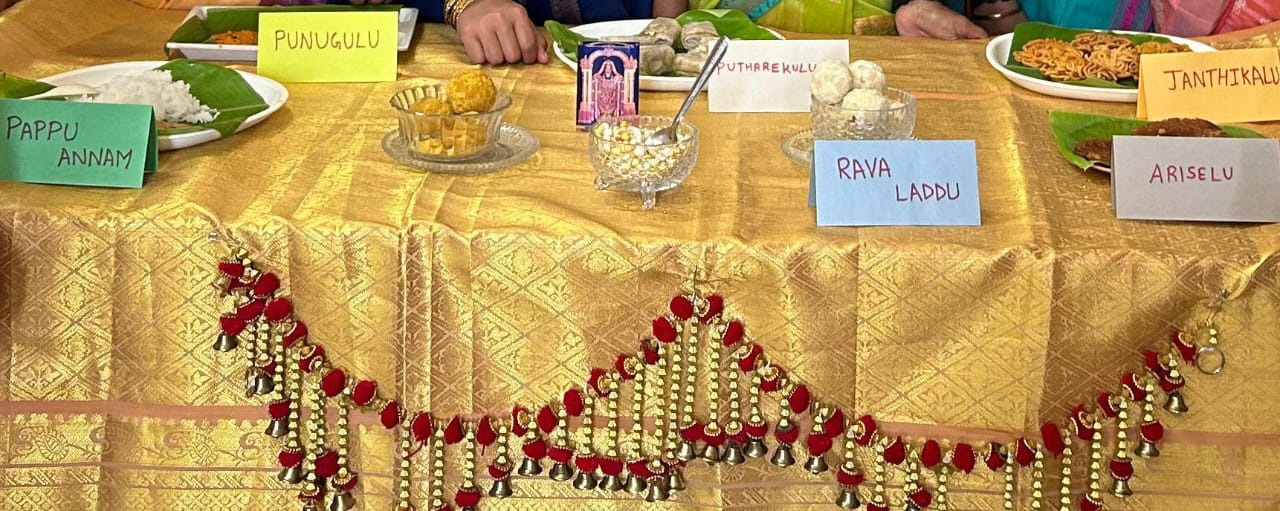 PUNUGULU
PUTHAREKULU
JANTHIKALU
PAPPU
ANNAM
RAVA
LADDU
ARISELU